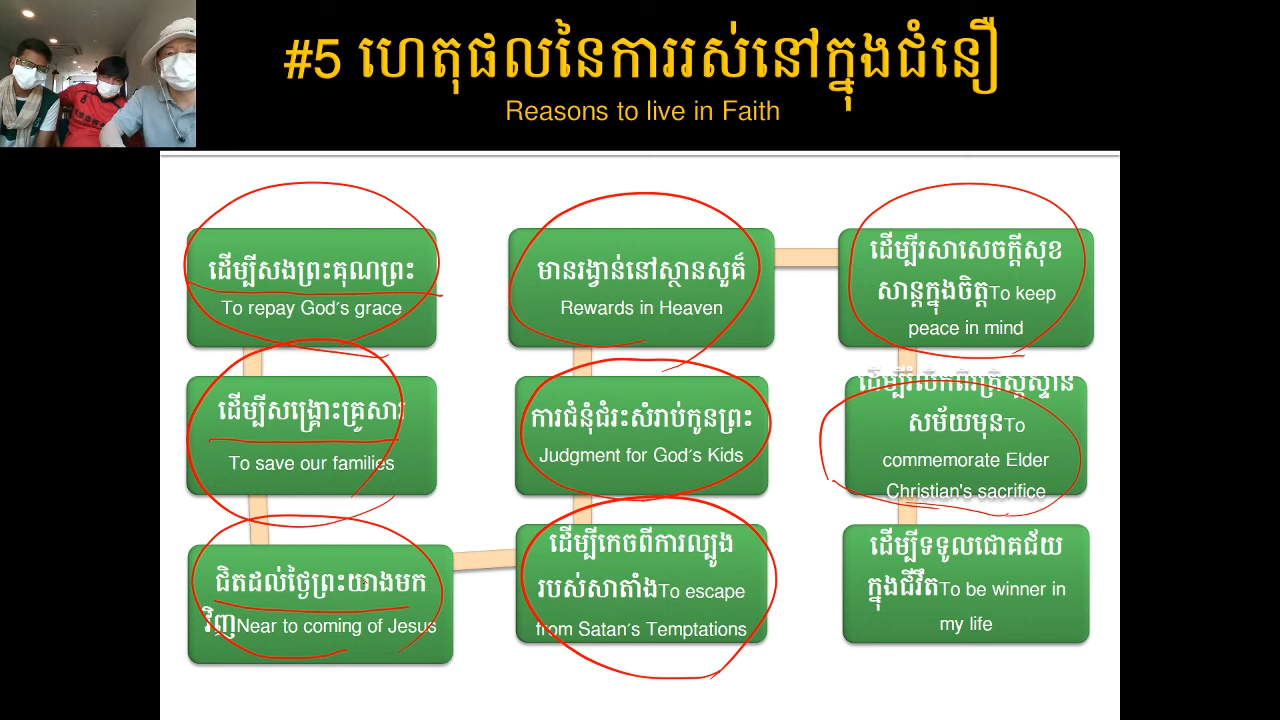 #5 ហេតុផលនៃការរស់នៅក្នុងជំនឿ
Reasons to live in Faith
ដើម្បីសងព្រះគុណព្រះ
To repay God's grace
ដើម្បីសង្គ្រោះគ្រួសារ
To save our families
ជិតដល់ថ្ងៃព្រះយាងមក
វិញNear to coming of Jesus
ដើម្បីគេចពីការល្បួង
របស់សាតាំងTo escape
from Satan's Temptations
ការជំនុំជំរះសំរាប់កូនព្រះ
Judgment for God's Kids
មានរង្វាន់នៅស្ថានសួគ៏
Rewards in Heaven
ដើម្បីរសាសេចក្ដីសុខ
សាន្តក្នុងចិត្តTo keep
peace in mind
សម័យមុនTo
commemorate Elder
Christian's sacrifice
ដើម្បីទទួលជោគជ័យ
ក្នុងជីវឹតTo be winner in
my life